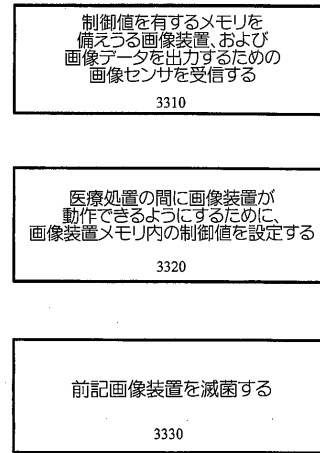 制御値を有するメモリを
備えうる画像装置、および
画像データを出力するための
画像センサを受信する
3310
医療処置の間に画像装置が
動作できるようにするために、
画像装置メモリ内の制御値を設定する
3320
前記画像装置を滅菌する
3330